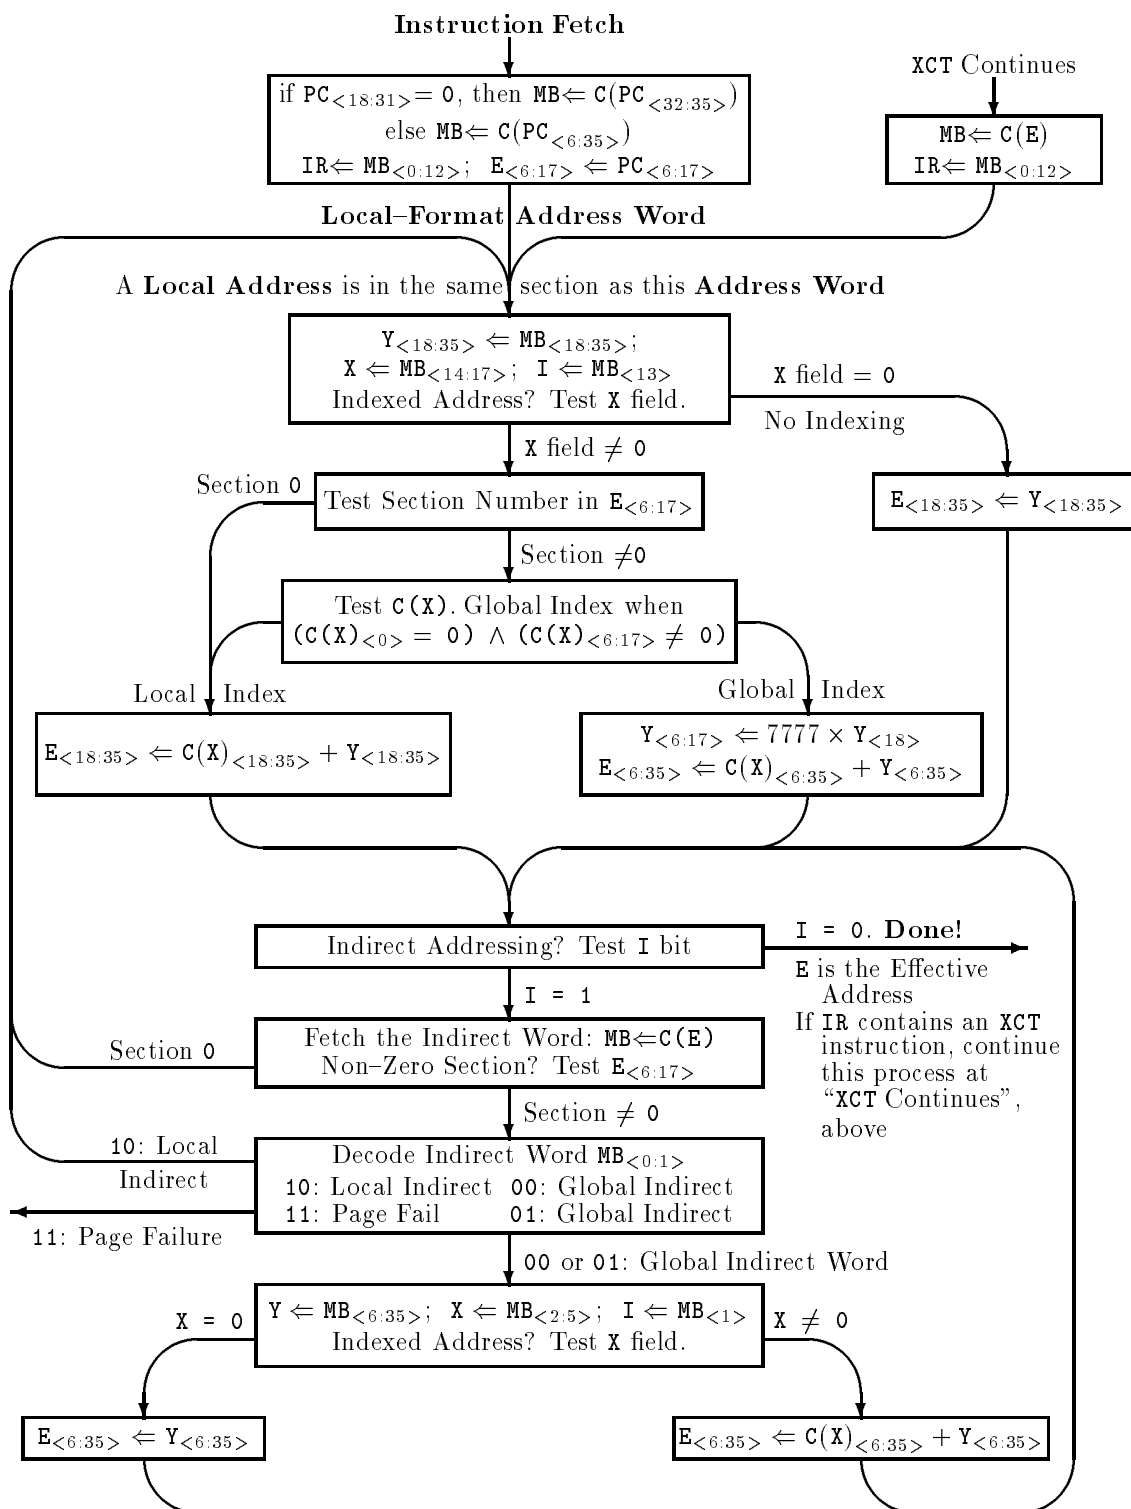 Instruction Fetch
XCT Continues
if PC<18:31>= 0, then MB⇐ C(PC<32:35>)
else MB⇐ C(PC<6:35>)
IR⇐ MB<0:12>; E<6:17> ⇐ PC<6:17>
MB⇐ C(E)
IR⇐ MB<0:12>
Local–Format Address Word
A Local Address is in the same section as this Address Word
Y<18:35> ⇐ MB<18:35>;
X ⇐ MB<14:17>; I ⇐ MB<13>
Indexed Address? Test X field.
X field = 0
No Indexing
X field ≠ 0
Section 0
Test Section Number in E<6:17>
E<18:35> ⇐ Y<18:35>
Section ≠0
Test C(X). Global Index when
(C(X)<0> = 0) ∧ (C(X)<6:17> ≠ 0)
Local Index
Global Index
E<18:35> ⇐ C(X)<18:35> + Y<18:35>
Y<6:17> ⇐ 7777 × Y<18>
E<6:35> ⇐ C(X)<6:35> + Y<6:35>
Indirect Addressing? Test I bit
I = 0. Done!
E is the Effective
Address
If IR contains an XCT
instruction, continue
this process at
“XCT Continues”,
above
I = 1
Section 0
Fetch the Indirect Word: MB⇐C(E)
Non–Zero Section? Test E<6:17>
Section ≠ 0
10: Local
Indirect
Decode Indirect Word MB<0:1>
10: Local Indirect 00: Global Indirect
11: Page Fail 01: Global Indirect
11: Page Failure
00 or 01: Global Indirect Word
X = 0
Y ⇐ MB<6:35>; X ⇐ MB<2:5>; I ⇐ MB<1>
Indexed Address? Test X field.
X ≠ 0
E<6:35> ⇐ Y<6:35>
E<6:35> ⇐ C(X)<6:35> + Y<6:35>